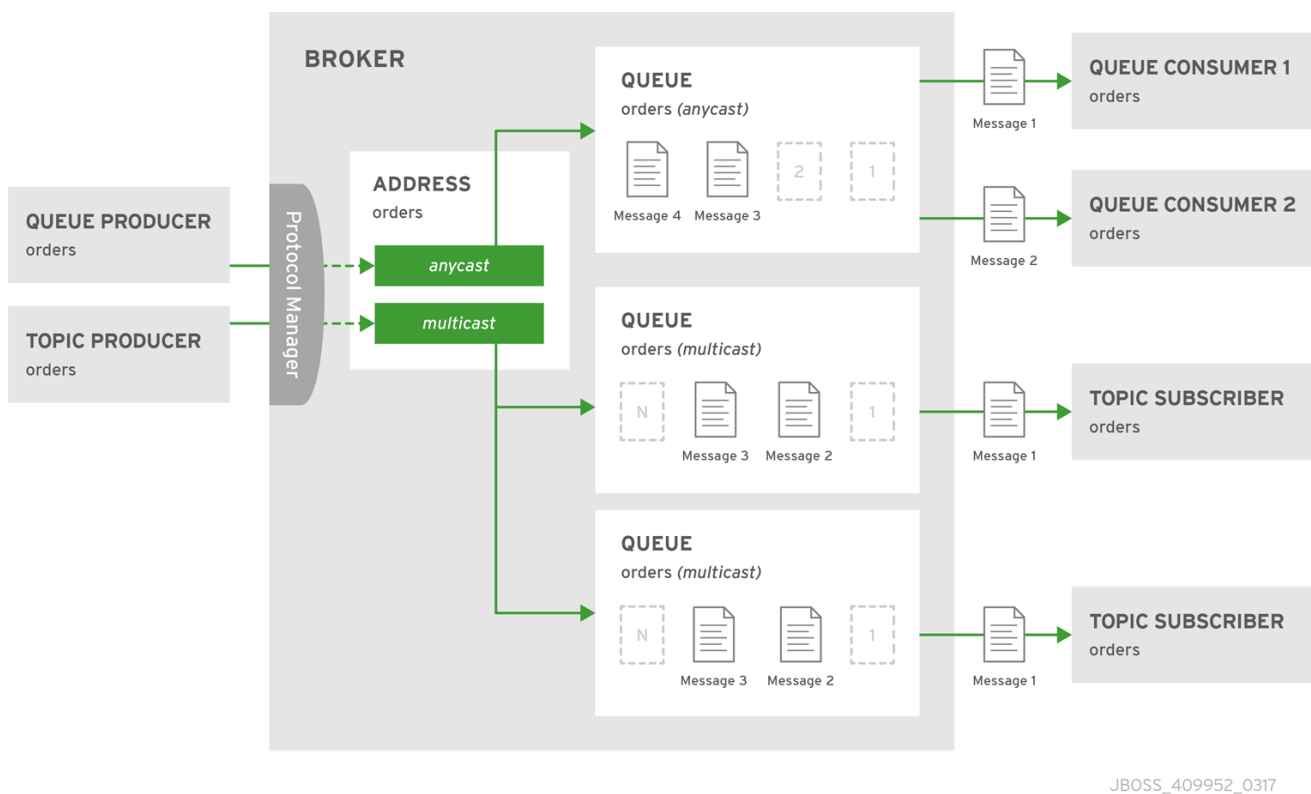 BROKER
QUEUE PRODUCER
orders
TOPIC PRODUCER
orders
Protocol Manager
ADDRESS
orders
anycast
multicast
QUEUE
orders (anycast)
2
1
Message 4
Message 3
QUEUE
orders (multicast)
N
1
Message 3
Message 2
QUEUE
orders (multicast)
N
1
Message 3
Message 2
Message 1
QUEUE CONSUMER 1
orders
Message 2
QUEUE CONSUMER 2
orders
Message 1
TOPIC SUBSCRIBER
orders
Message 1
TOPIC SUBSCRIBER
orders
JBOSS_409952_0317